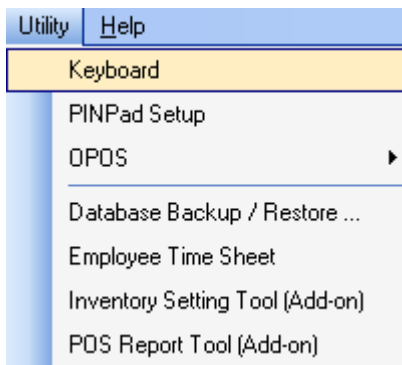 Utility Help
Keyboard
PINPad Setup
OPOS
Database Backup / Restore ...
Employee Time Sheet
Inventory Setting Tool (Add-on)
POS Report Tool (Add-on)